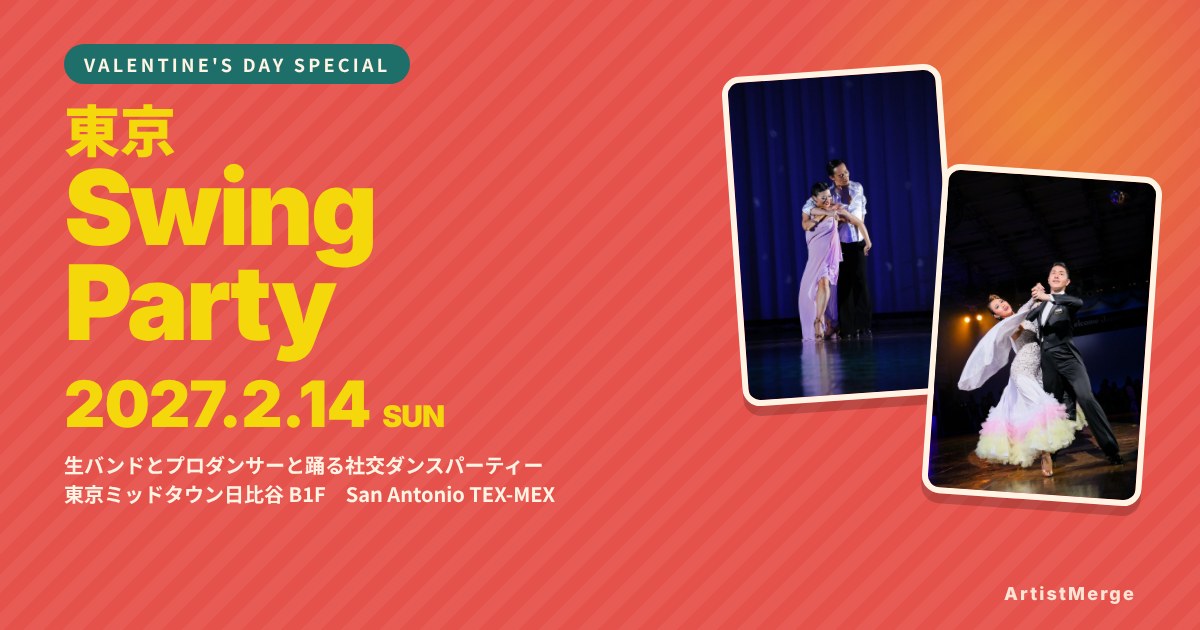 VALENTINE'S DAY SPECIAL
東京
Swing
Party
2027.2.14 SUN
生バンドとプロダンサーと踊る社交ダンスパーティー
東京ミッドタウン日比谷 B1F　San Antonio TEX-MEX
ArtistMerge